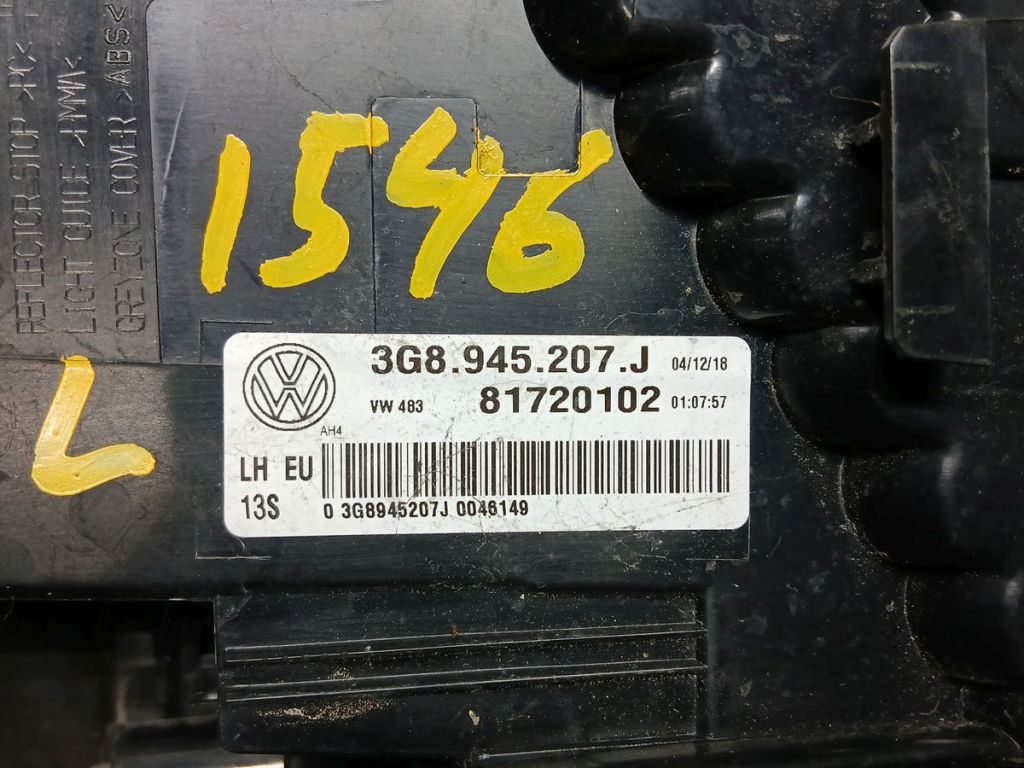 REFLECTOR STOP >PC<
LIGHT GUIDE >PMMA<
GREYZONE COVER >ABS<
1546
L
3G8.945.207.J 04/12/18
VW 483 81720102 01:07:57
AH4
LH EU
13S
0 3G8945207J 0046149